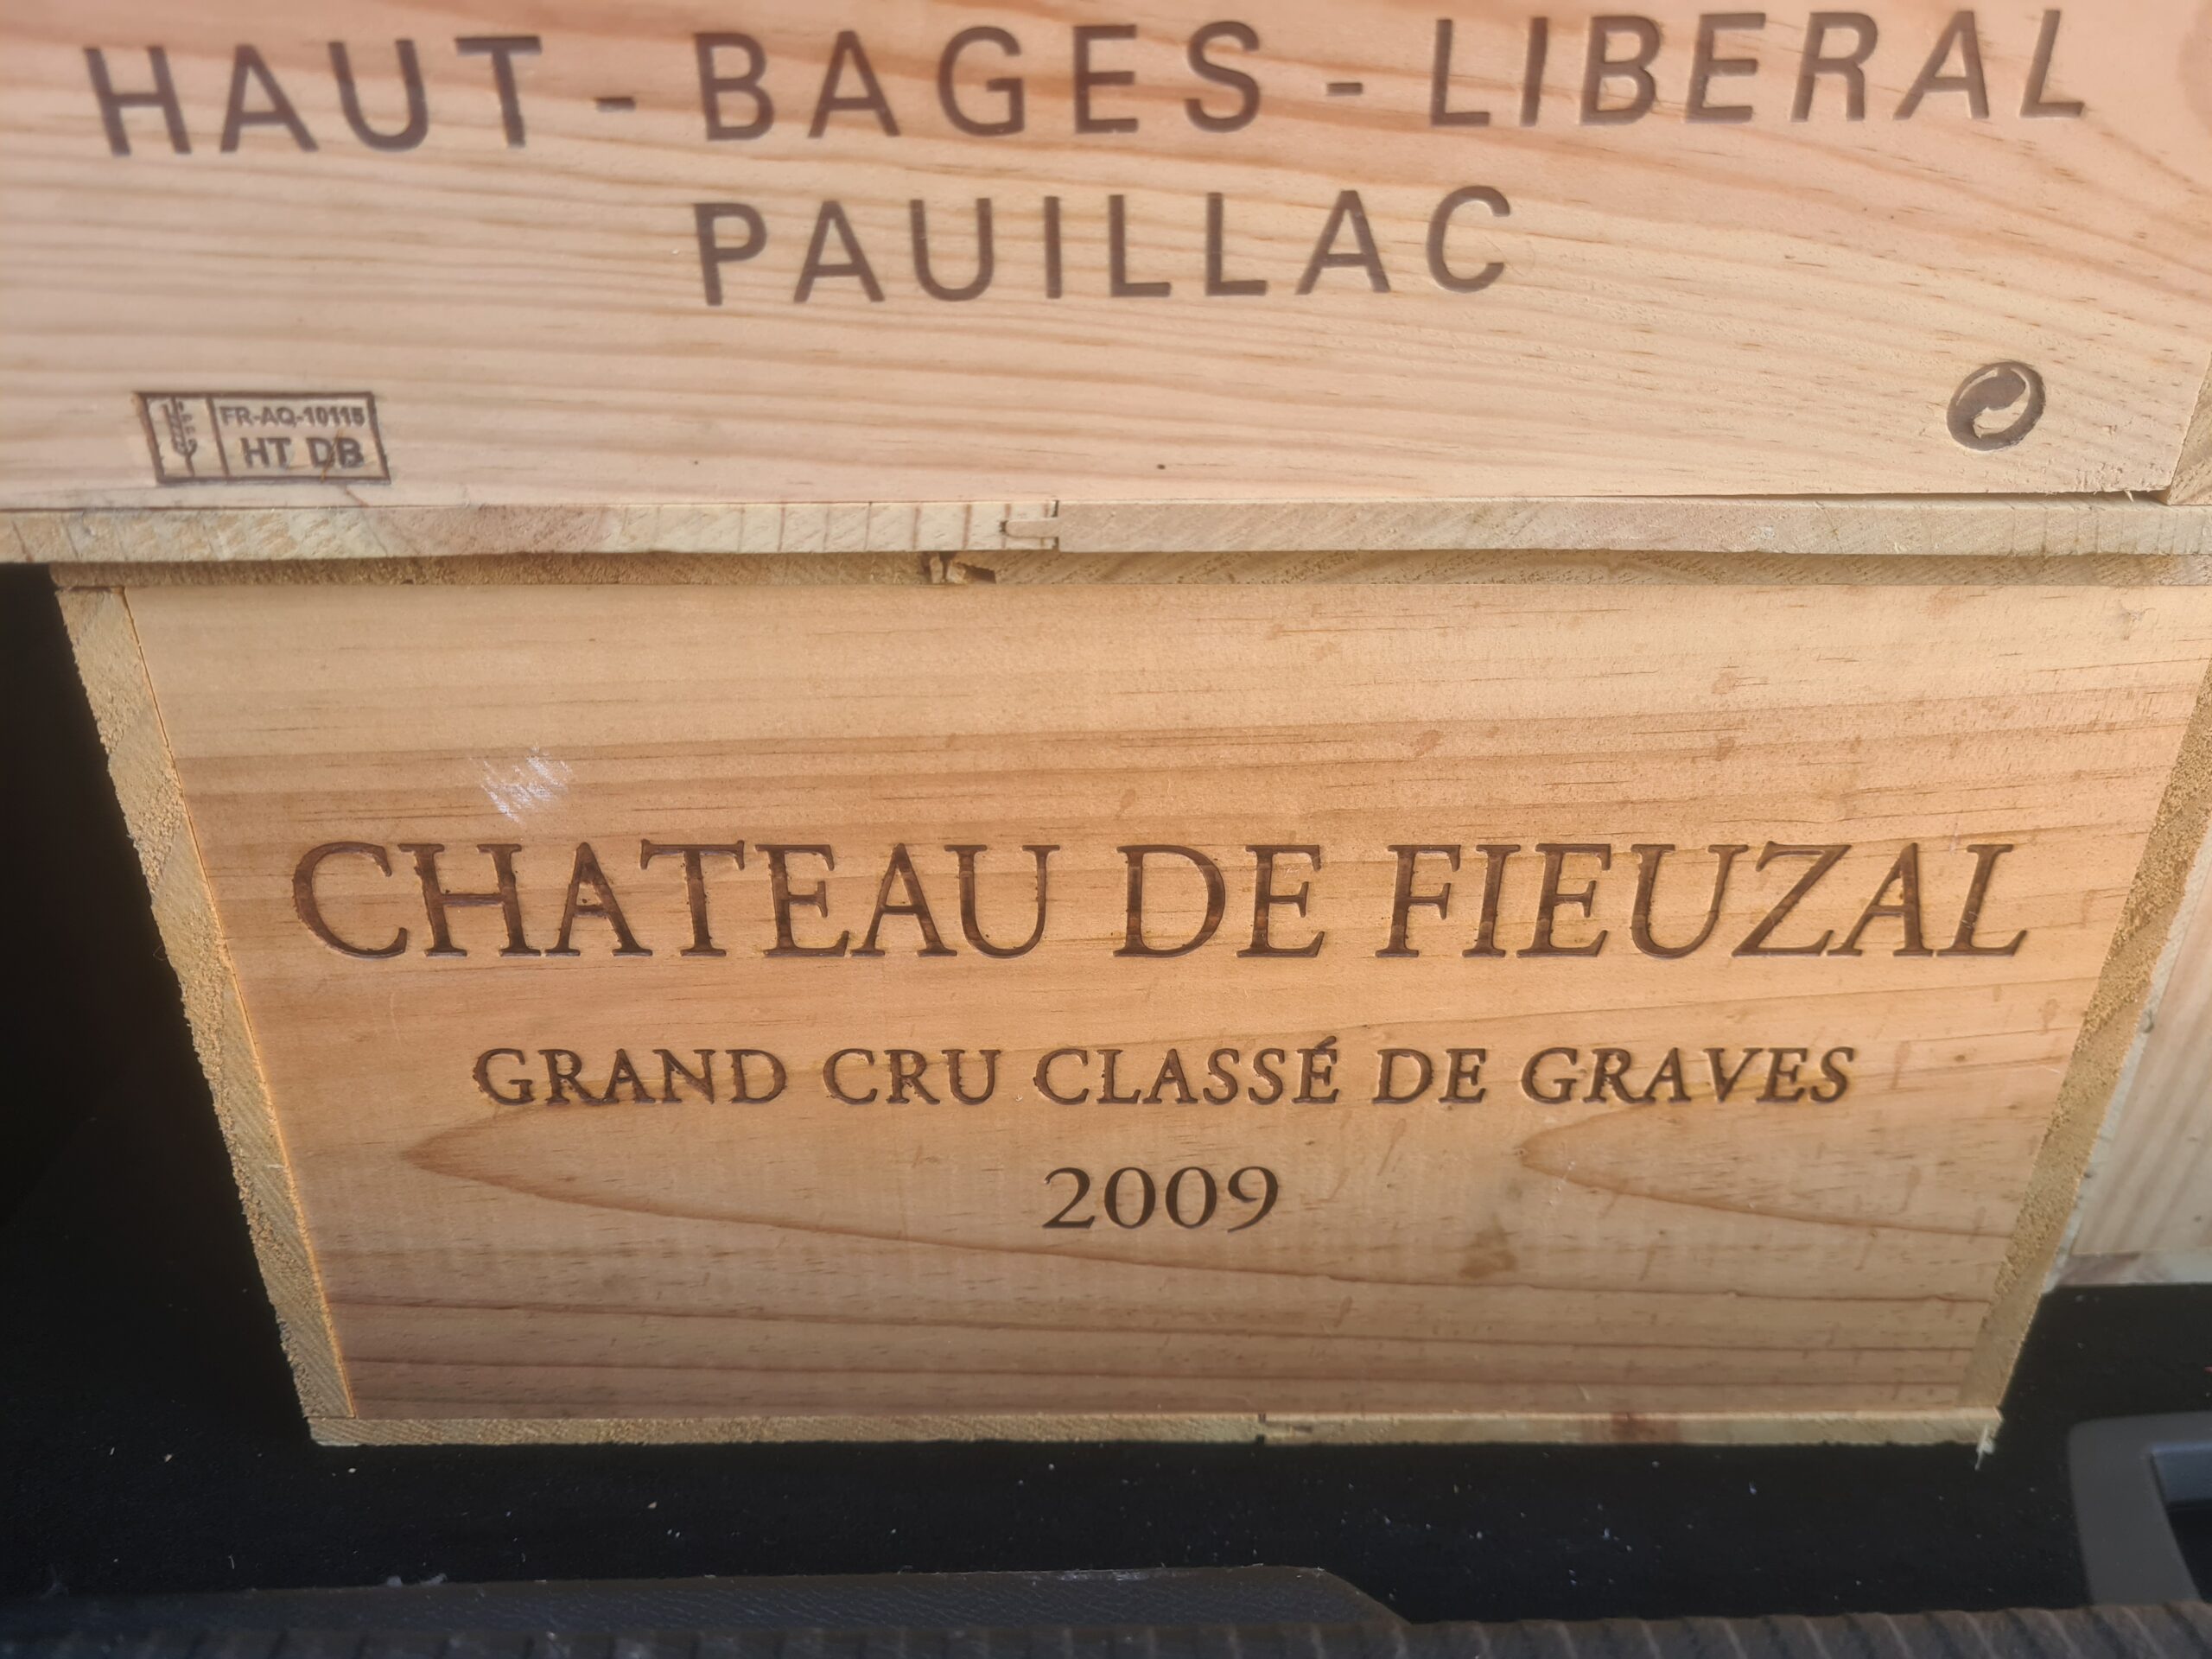 HAUT - BAGES - LIBERAL
PAUILLAC
FR-AQ-10115
HT DB
CHATEAU DE FIEUZAL
GRAND CRU CLASSÉ DE GRAVES
2009